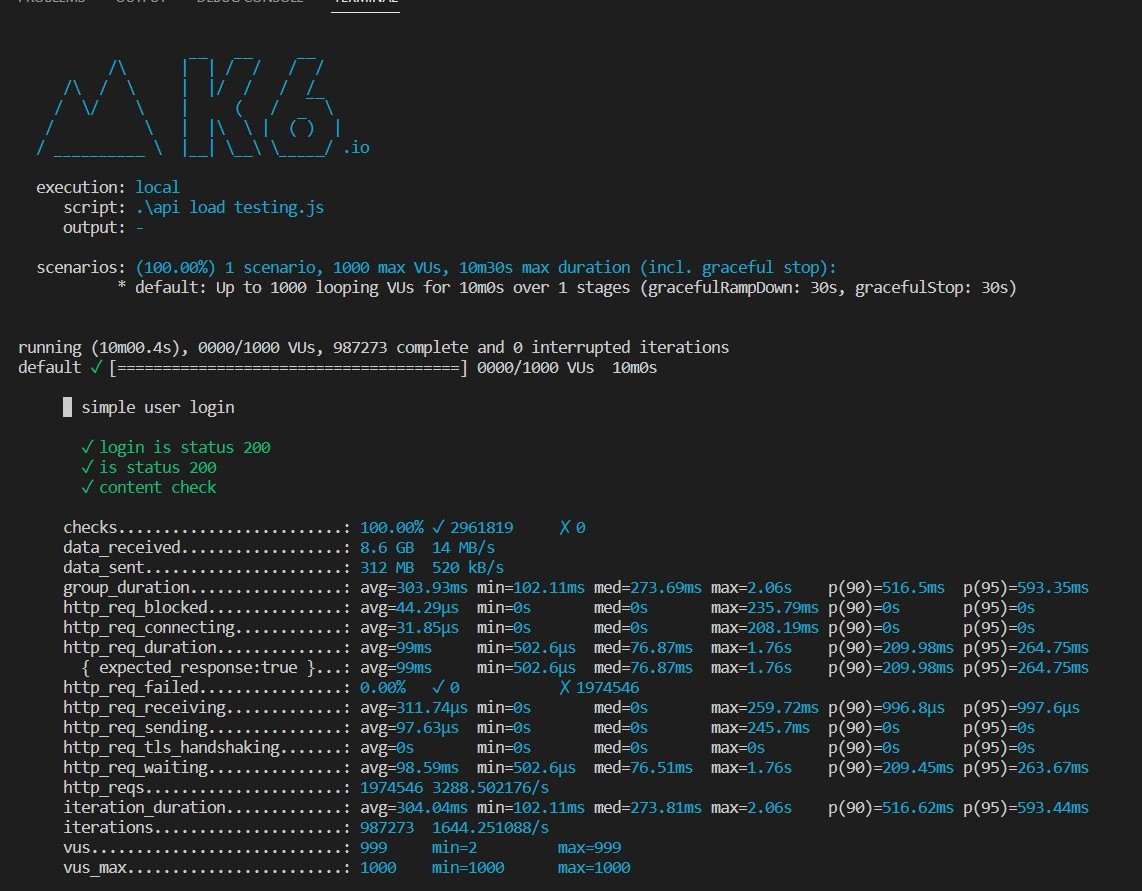 PROBLEMS OUTPUT DEBUG CONSOLE TERMINAL
          /\      |‾‾| /‾‾/   /‾‾/
     /\  /  \     |  |/  /   /  /
    /  \/    \    |     (   /   ‾‾\
   /          \   |  |\  \ |  (‾)  |
  / __________ \  |__| \__\ \_____/ .io
execution: local
script: .\api load testing.js
output: -
scenarios: (100.00%) 1 scenario, 1000 max VUs, 10m30s max duration (incl. graceful stop):
* default: Up to 1000 looping VUs for 10m0s over 1 stages (gracefulRampDown: 30s, gracefulStop: 30s)
running (10m00.4s), 0000/1000 VUs, 987273 complete and 0 interrupted iterations
default ✓ [======================================] 0000/1000 VUs  10m0s
█ simple user login
✓ login is status 200
✓ is status 200
✓ content check
checks.........................: 100.00% ✓ 2961819     ✗ 0
data_received..................: 8.6 GB  14 MB/s
data_sent......................: 312 MB  520 kB/s
group_duration.................: avg=303.93ms min=102.11ms med=273.69ms max=2.06s    p(90)=516.5ms  p(95)=593.35ms
http_req_blocked...............: avg=44.29µs  min=0s       med=0s       max=235.79ms p(90)=0s       p(95)=0s
http_req_connecting............: avg=31.85µs  min=0s       med=0s       max=208.19ms p(90)=0s       p(95)=0s
http_req_duration..............: avg=99ms     min=502.6µs  med=76.87ms  max=1.76s    p(90)=209.98ms p(95)=264.75ms
{ expected_response:true }...: avg=99ms     min=502.6µs  med=76.87ms  max=1.76s    p(90)=209.98ms p(95)=264.75ms
http_req_failed................: 0.00%   ✓ 0           ✗ 1974546
http_req_receiving.............: avg=311.74µs min=0s       med=0s       max=259.72ms p(90)=996.8µs  p(95)=997.6µs
http_req_sending...............: avg=97.63µs  min=0s       med=0s       max=245.7ms  p(90)=0s       p(95)=0s
http_req_tls_handshaking.......: avg=0s       min=0s       med=0s       max=0s       p(90)=0s       p(95)=0s
http_req_waiting...............: avg=98.59ms  min=502.6µs  med=76.51ms  max=1.76s    p(90)=209.45ms p(95)=263.67ms
http_reqs......................: 1974546 3288.502176/s
iteration_duration.............: avg=304.04ms min=102.11ms med=273.81ms max=2.06s    p(90)=516.62ms p(95)=593.44ms
iterations.....................: 987273  1644.251088/s
vus............................: 999     min=2         max=999
vus_max........................: 1000    min=1000      max=1000